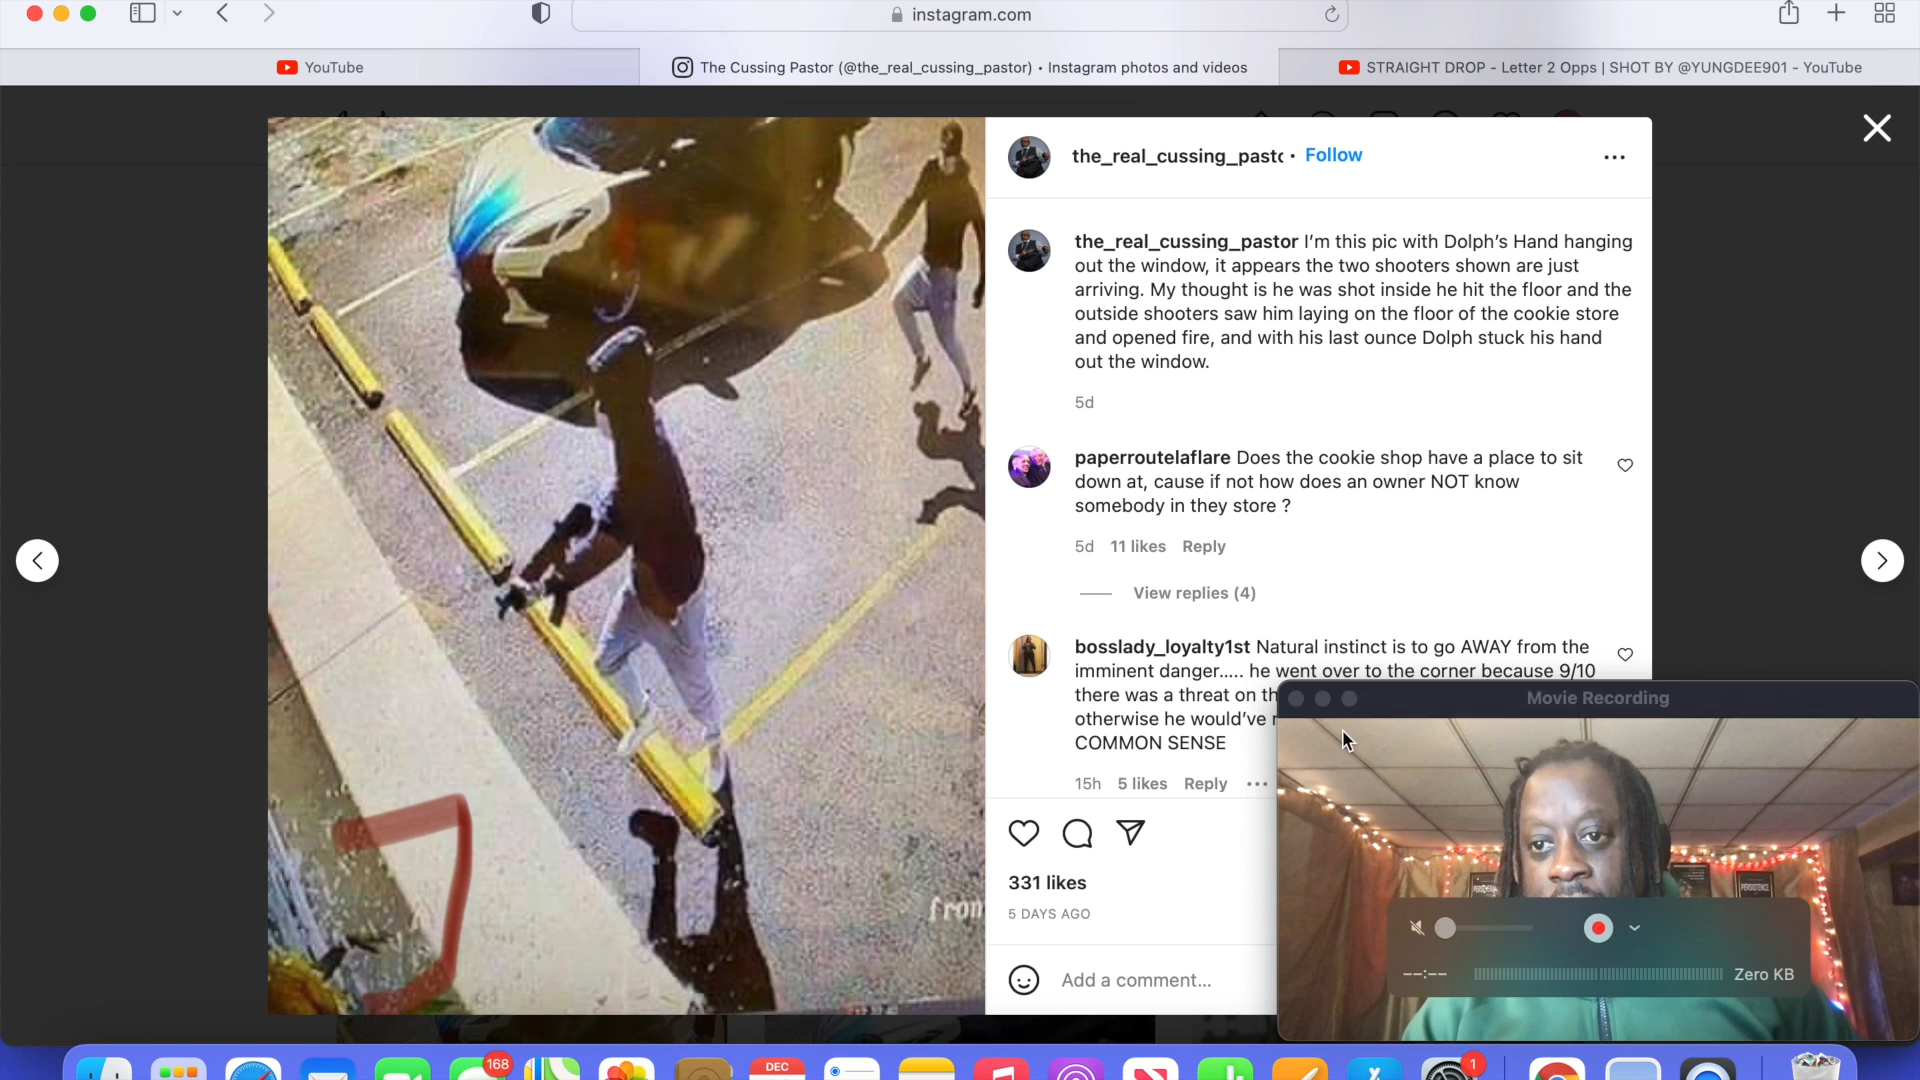 instagram.com
YouTube
The Cussing Pastor (@the_real_cussing_pastor) • Instagram photos and videos
STRAIGHT DROP - Letter 2 Opps | SHOT BY @YUNGDEE901 - YouTube
the_real_cussing_pastc • Follow
the_real_cussing_pastor I'm this pic with Dolph's Hand hanging
out the window, it appears the two shooters shown are just
arriving. My thought is he was shot inside he hit the floor and the
outside shooters saw him laying on the floor of the cookie store
and opened fire, and with his last ounce Dolph stuck his hand
out the window.
5d
paperroutelaflare Does the cookie shop have a place to sit
down at, cause if not how does an owner NOT know
somebody in they store ?
5d 11 likes Reply
View replies (4)
bosslady_loyalty1st Natural instinct is to go AWAY from the
imminent danger..... he went over to the corner because 9/10
there was a threat on th
otherwise he would've r
COMMON SENSE
15h 5 likes Reply
331 likes
5 DAYS AGO
Add a comment...
from
Movie Recording
PERSISTENCE
--:--
Zero KB
168
DEC
1